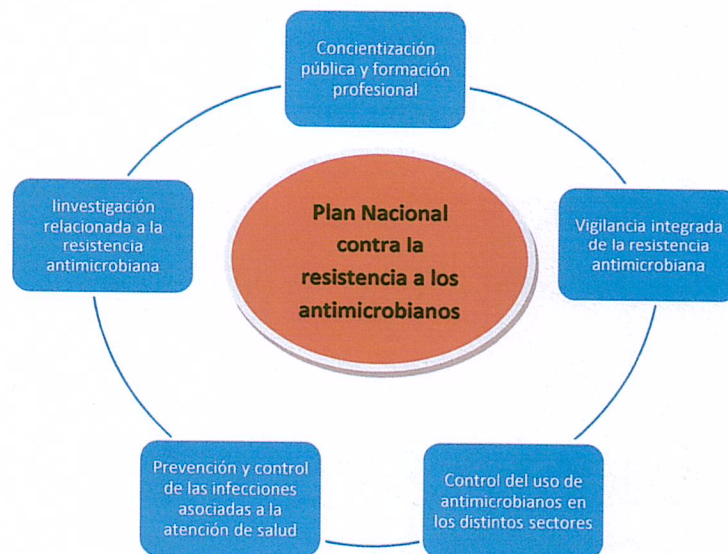 Concientización
pública y formación
profesional
Plan Nacional
contra la
resistencia a los
antimicrobianos
Vigilancia integrada
de la resistencia
antimicrobiana
Control del uso de
antimicrobianos en
los distintos sectores
Prevención y control
de las infecciones
asociadas a la
atención de salud
Iinvestigación
relacionada a la
resistencia
antimicrobiana